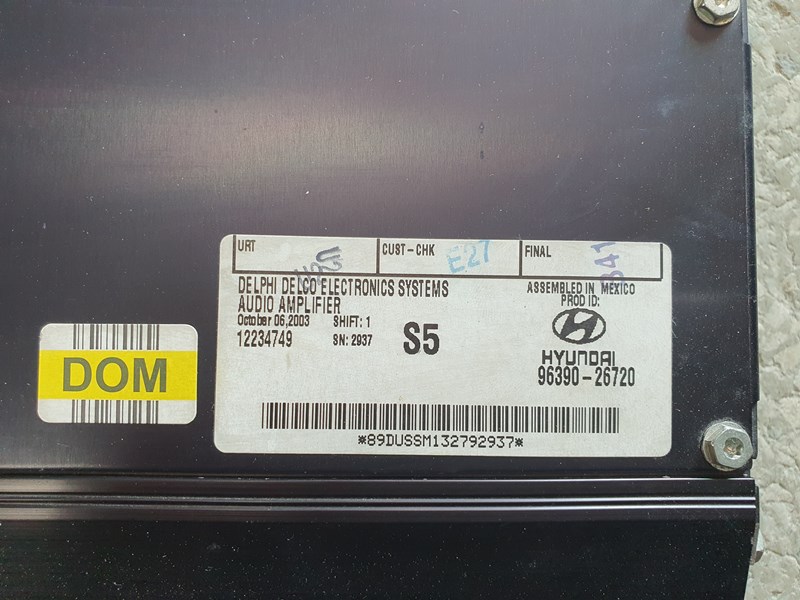 URT
CUST-CHK
E27
FINAL
841
DELPHI DELCO ELECTRONICS SYSTEMS
AUDIO AMPLIFIER
October 06,2003 SHIFT: 1
12234749 SN: 2937
S5
ASSEMBLED IN MEXICO
PROD ID:
HYUNDAI
96390-26720
*89DUSSM132792937*
DOM